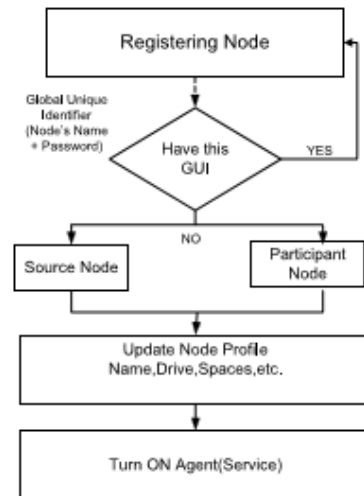 Registering Node
Global Unique
Identifier
(Node's Name
+ Password)
Have this
GUI
YES
NO
Source Node
Participant
Node
Update Node Profile
Name,Drive,Spaces,etc.
Turn ON Agent(Service)